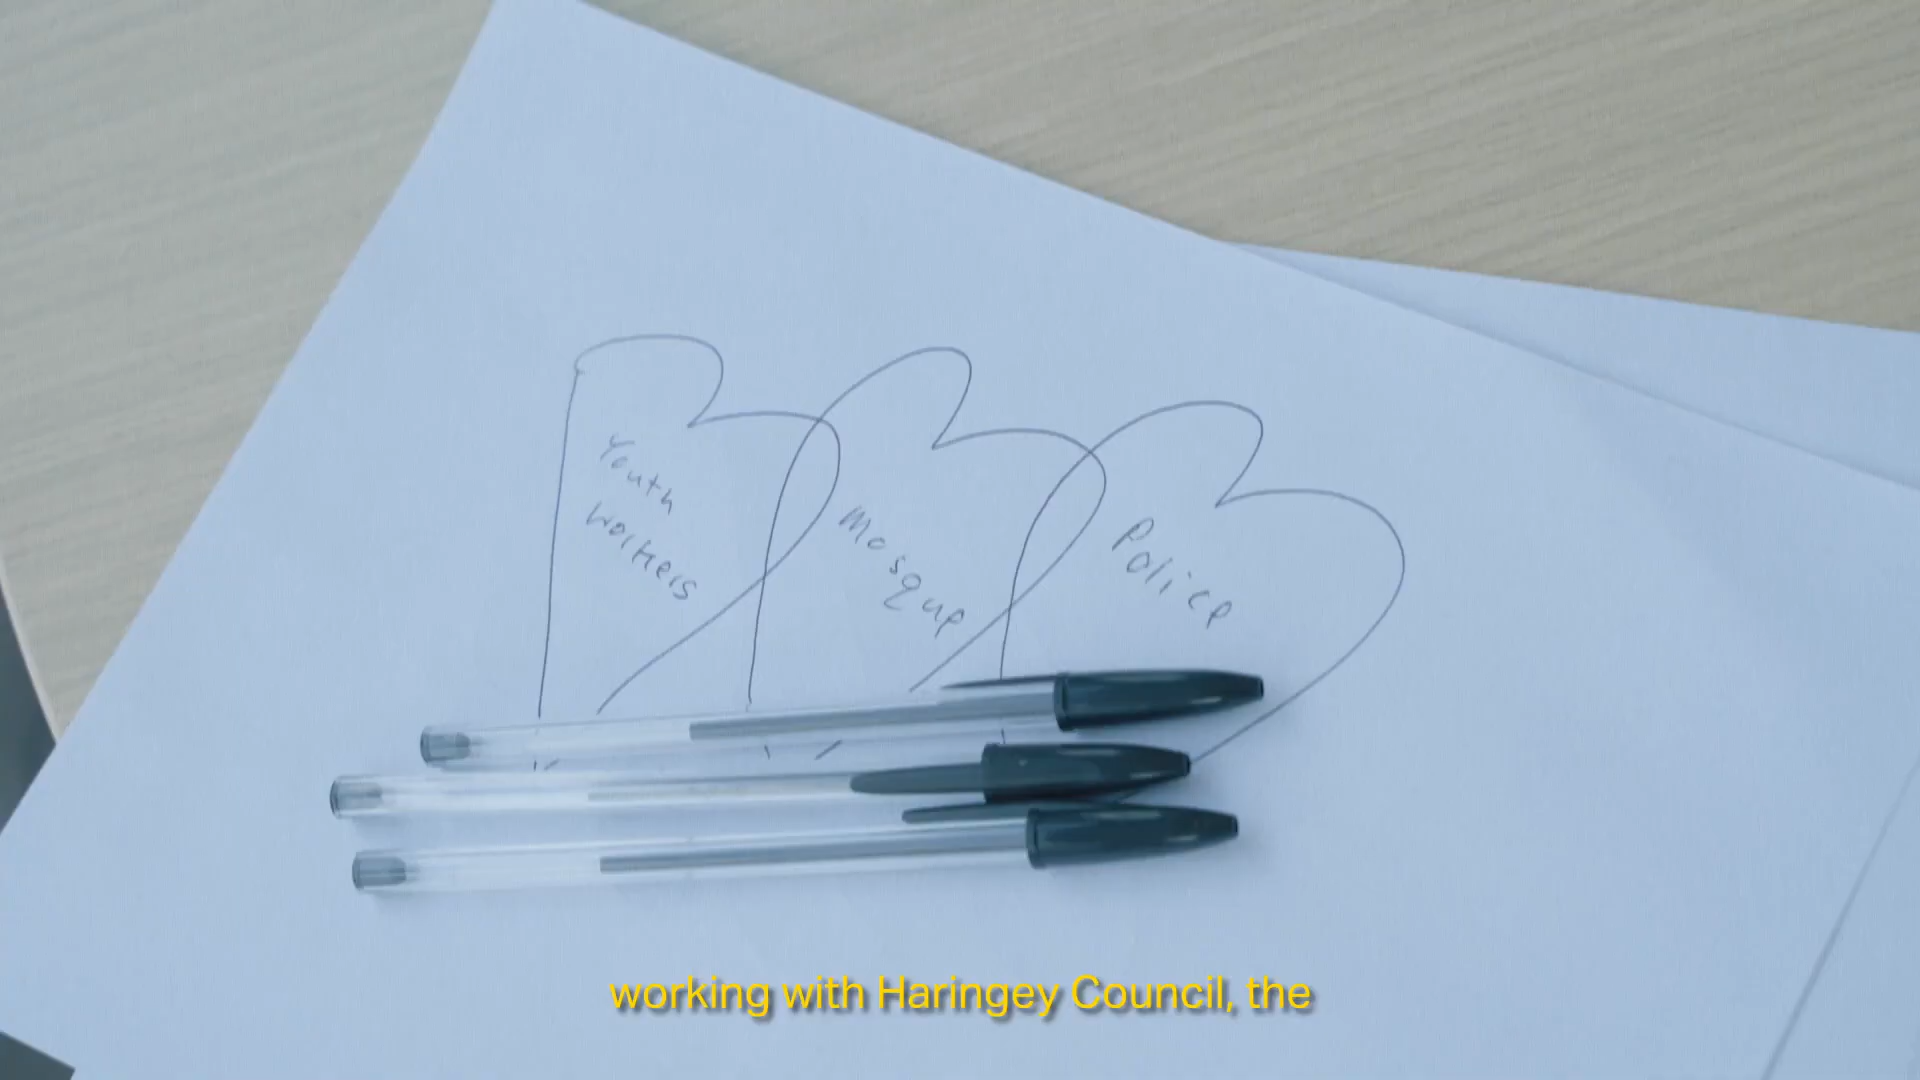 Youth
Workers
Mosque
Police
working with Haringey Council, the